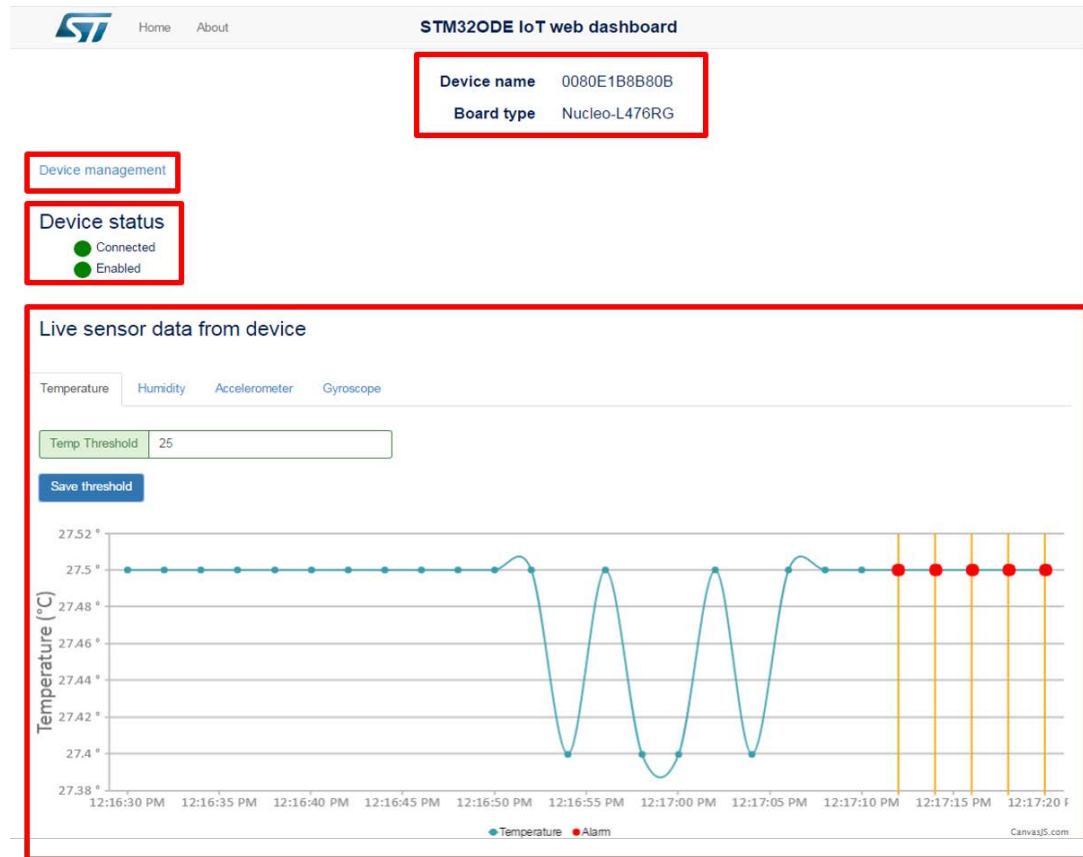 ST Home About STM32ODE IoT web dashboard
Device name 0080E1B8B80B
Board type Nucleo-L476RG
Device management
Device status
Connected
Enabled
Live sensor data from device
Temperature Humidity Accelerometer Gyroscope
Temp Threshold 25
Save threshold
Temperature (°C)
27.52 °
27.5 °
27.48 °
27.46 °
27.44 °
27.42 °
27.4 °
27.38 °
12:16:30 PM 12:16:35 PM 12:16:40 PM 12:16:45 PM 12:16:50 PM 12:16:55 PM 12:17:00 PM 12:17:05 PM 12:17:10 PM 12:17:15 PM 12:17:20 P
Temperature Alarm CanvasJS.com